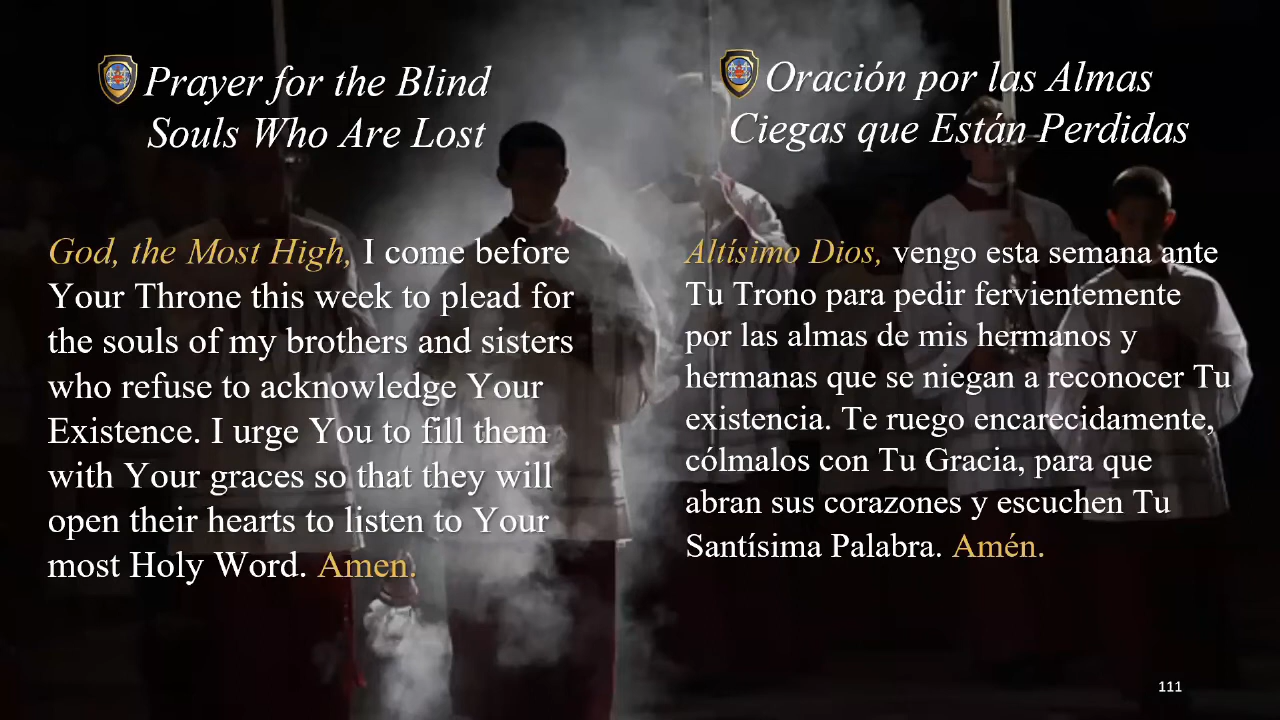 Prayer for the Blind
Souls Who Are Lost
God, the Most High, I come before
Your Throne this week to plead for
the souls of my brothers and sisters
who refuse to acknowledge Your
Existence. I urge You to fill them
with Your graces so that they will
open their hearts to listen to Your
most Holy Word. Amen.
Oración por las Almas
Ciegas que Están Perdidas
Altísimo Dios, vengo esta semana ante
Tu Trono para pedir fervientemente
por las almas de mis hermanos y
hermanas que se niegan a reconocer Tu
existencia. Te ruego encarecidamente,
cólmalos con Tu Gracia, para que
abran sus corazones y escuchen Tu
Santísima Palabra. Amén.
111